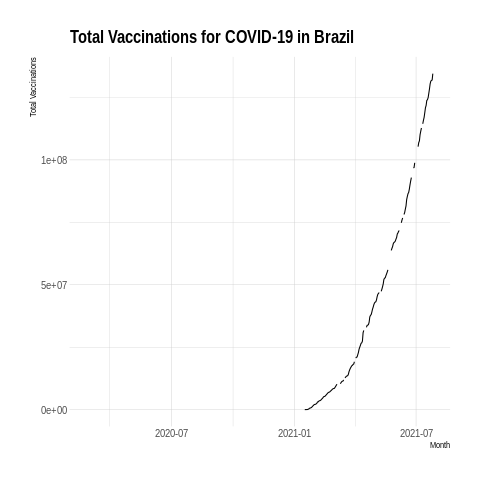 Total Vaccinations for COVID-19 in Brazil
Total Vaccinations
1e+08
5e+07
0e+00
2020-07
2021-01
2021-07
Month